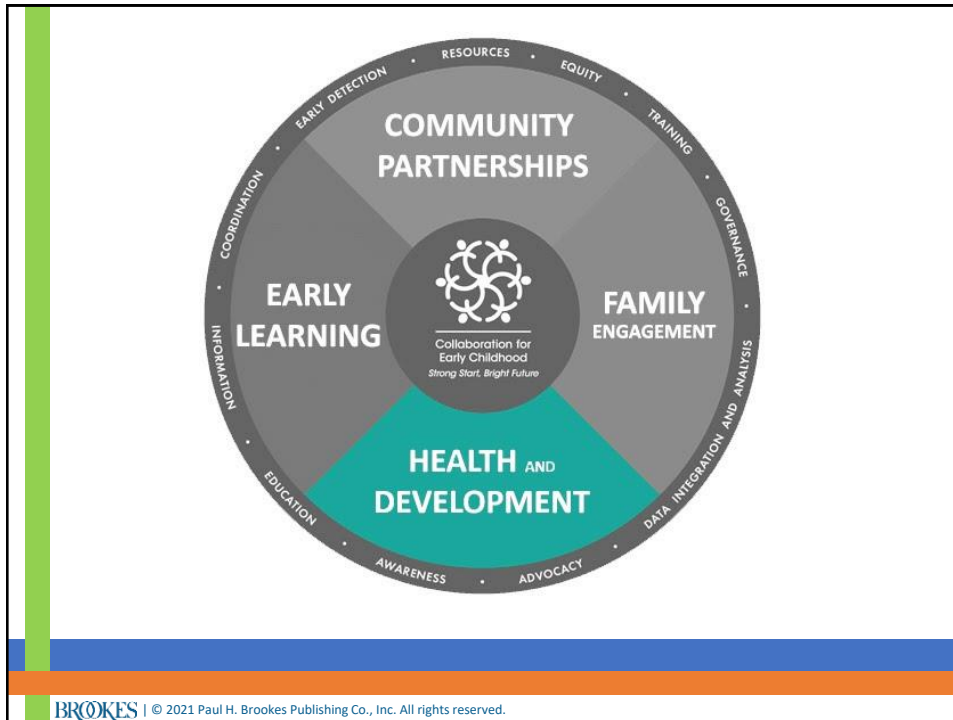 RESOURCES
EQUITY
TRAINING
GOVERNANCE
DATA INTEGRATION AND ANALYSIS
ADVOCACY
AWARENESS
EDUCATION
INFORMATION
COORDINATION
EARLY DETECTION
COMMUNITY
PARTNERSHIPS
EARLY
LEARNING
Collaboration for
Early Childhood
Strong Start, Bright Future
FAMILY
ENGAGEMENT
HEALTH AND
DEVELOPMENT
BROOKES | © 2021 Paul H. Brookes Publishing Co., Inc. All rights reserved.